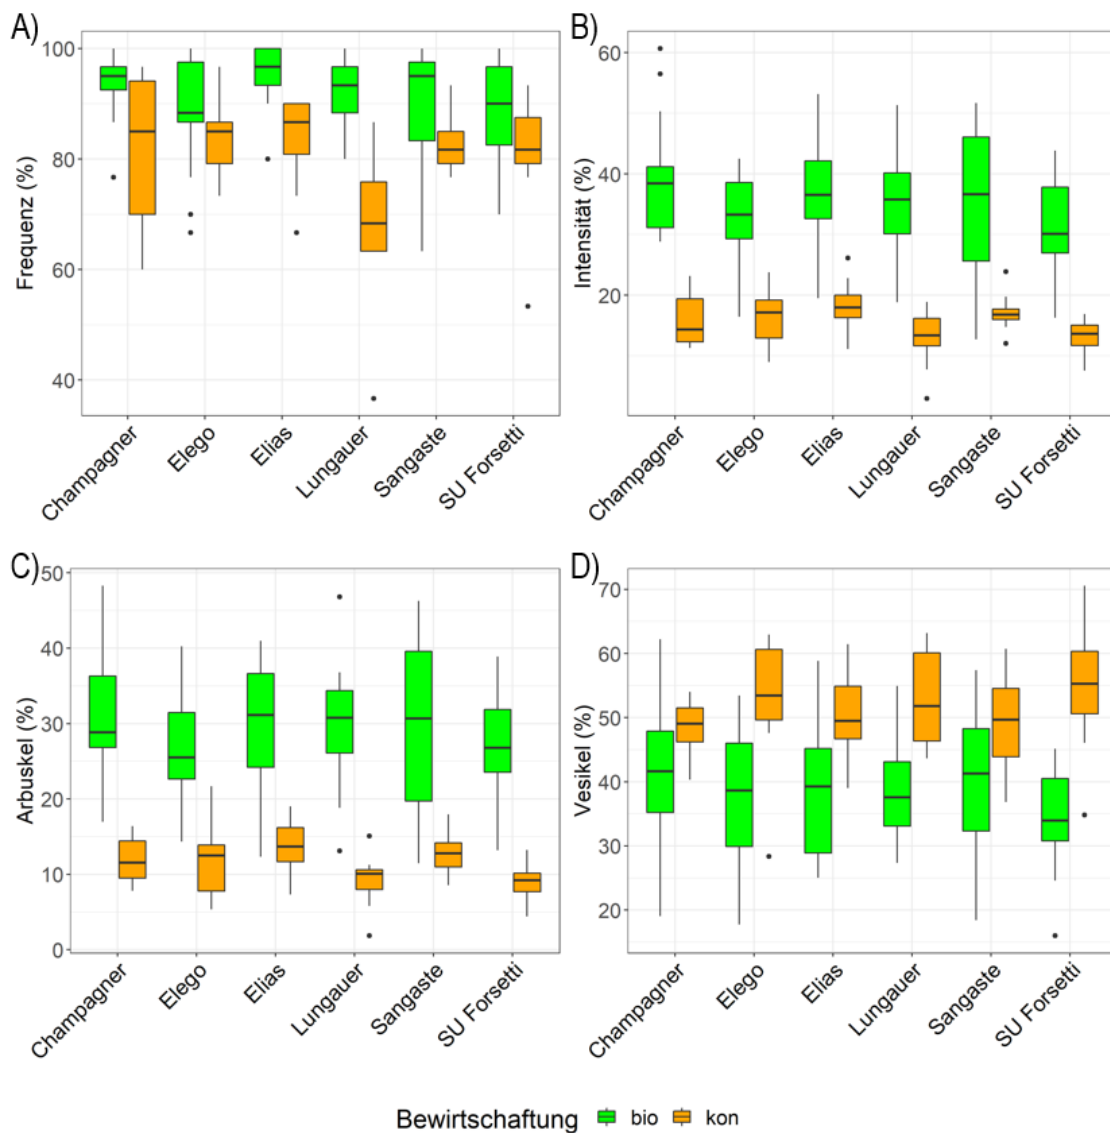 A)
Frequenz (%)
100
80
60
40
Champagner
Elego
Elias
Lungauer
Sangaste
SU Forsetti
B)
Intensität (%)
60
40
20
Champagner
Elego
Elias
Lungauer
Sangaste
SU Forsetti
C)
Arbuskel (%)
50
40
30
20
10
0
Champagner
Elego
Elias
Lungauer
Sangaste
SU Forsetti
D)
Vesikel (%)
70
60
50
40
30
20
Champagner
Elego
Elias
Lungauer
Sangaste
SU Forsetti
Bewirtschaftung bio kon